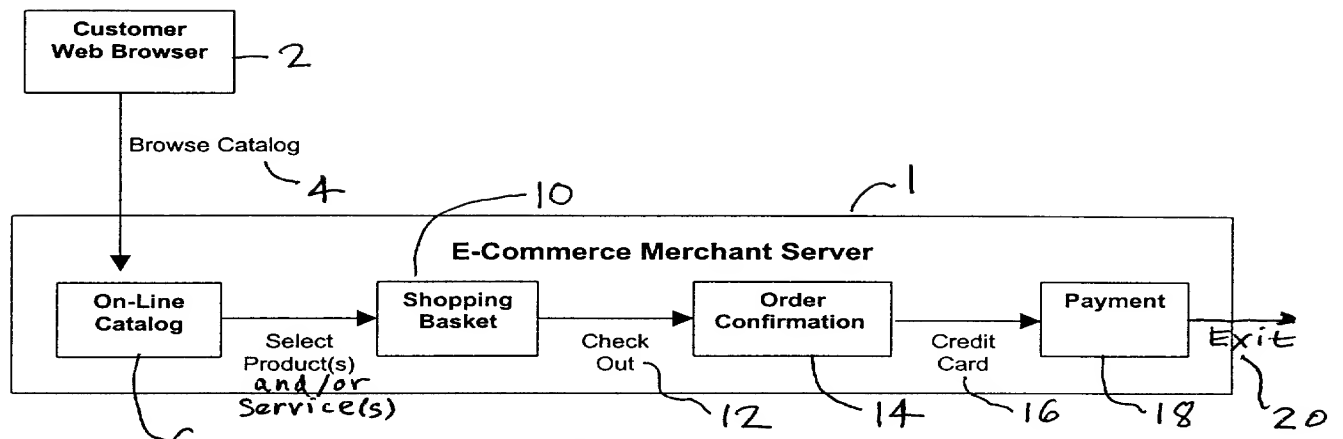 Customer
Web Browser
2
Browse Catalog
4
10
1
E-Commerce Merchant Server
On-Line
Catalog
Shopping
Basket
Order
Confirmation
Payment
Select
Product(s)
and/or
Service(s)
Check
Out
Credit
Card
Exit
12
14
16
18
20